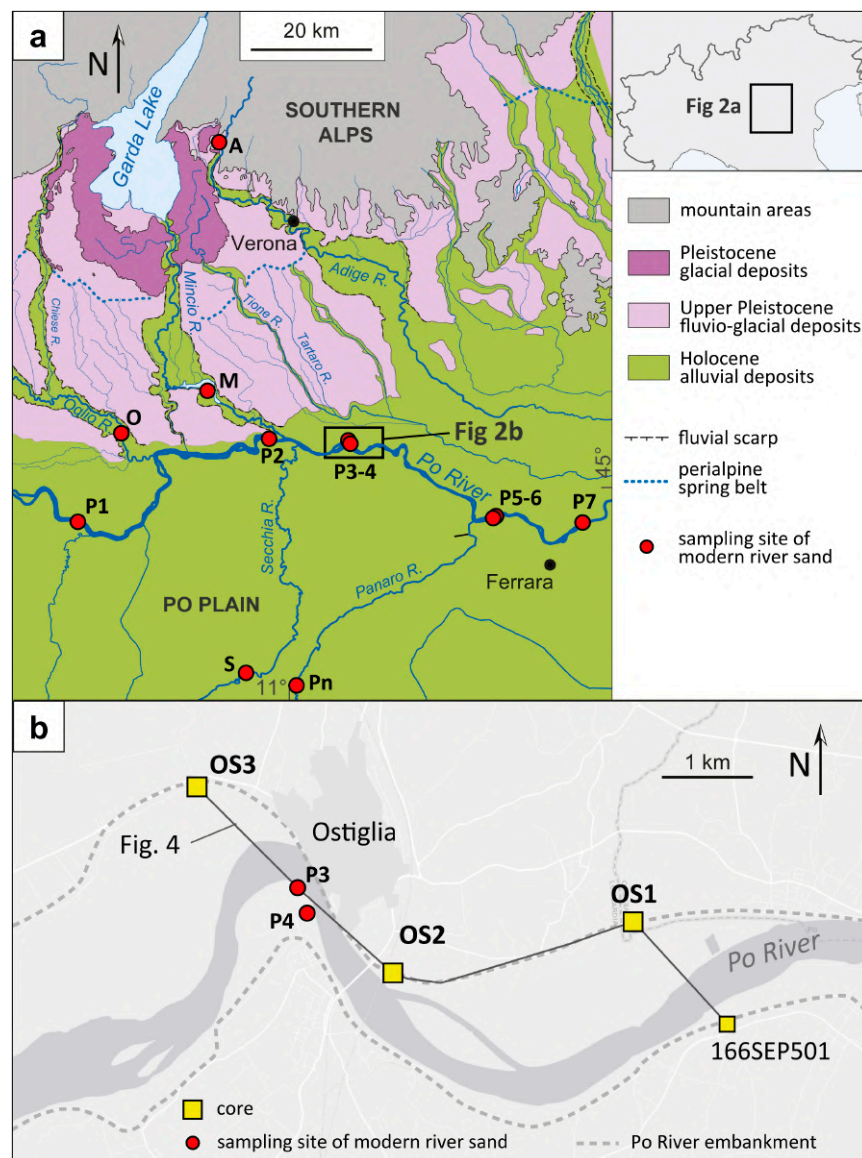 a
20 km
N
Garda Lake
SOUTHERN
ALPS
A
Verona
Adige R.
Mincio R.
Chiese R.
Tione R.
Tartaro R.
M
Oglio R.
O
P2
Fig 2b
P3-4
45°
Po River
P1
P5-6
P7
Secchia R.
Ferrara
Panaro R.
PO PLAIN
S
11°
Pn
Fig 2a
mountain areas
Pleistocene
glacial deposits
Upper Pleistocene
fluvio-glacial deposits
Holocene
alluvial deposits
fluvial scarp
perialpine
spring belt
sampling site of
modern river sand
b
1 km
N
OS3
Ostiglia
Fig. 4
P3
P4
OS1
OS2
Po River
166SEP501
core
sampling site of modern river sand
Po River embankment